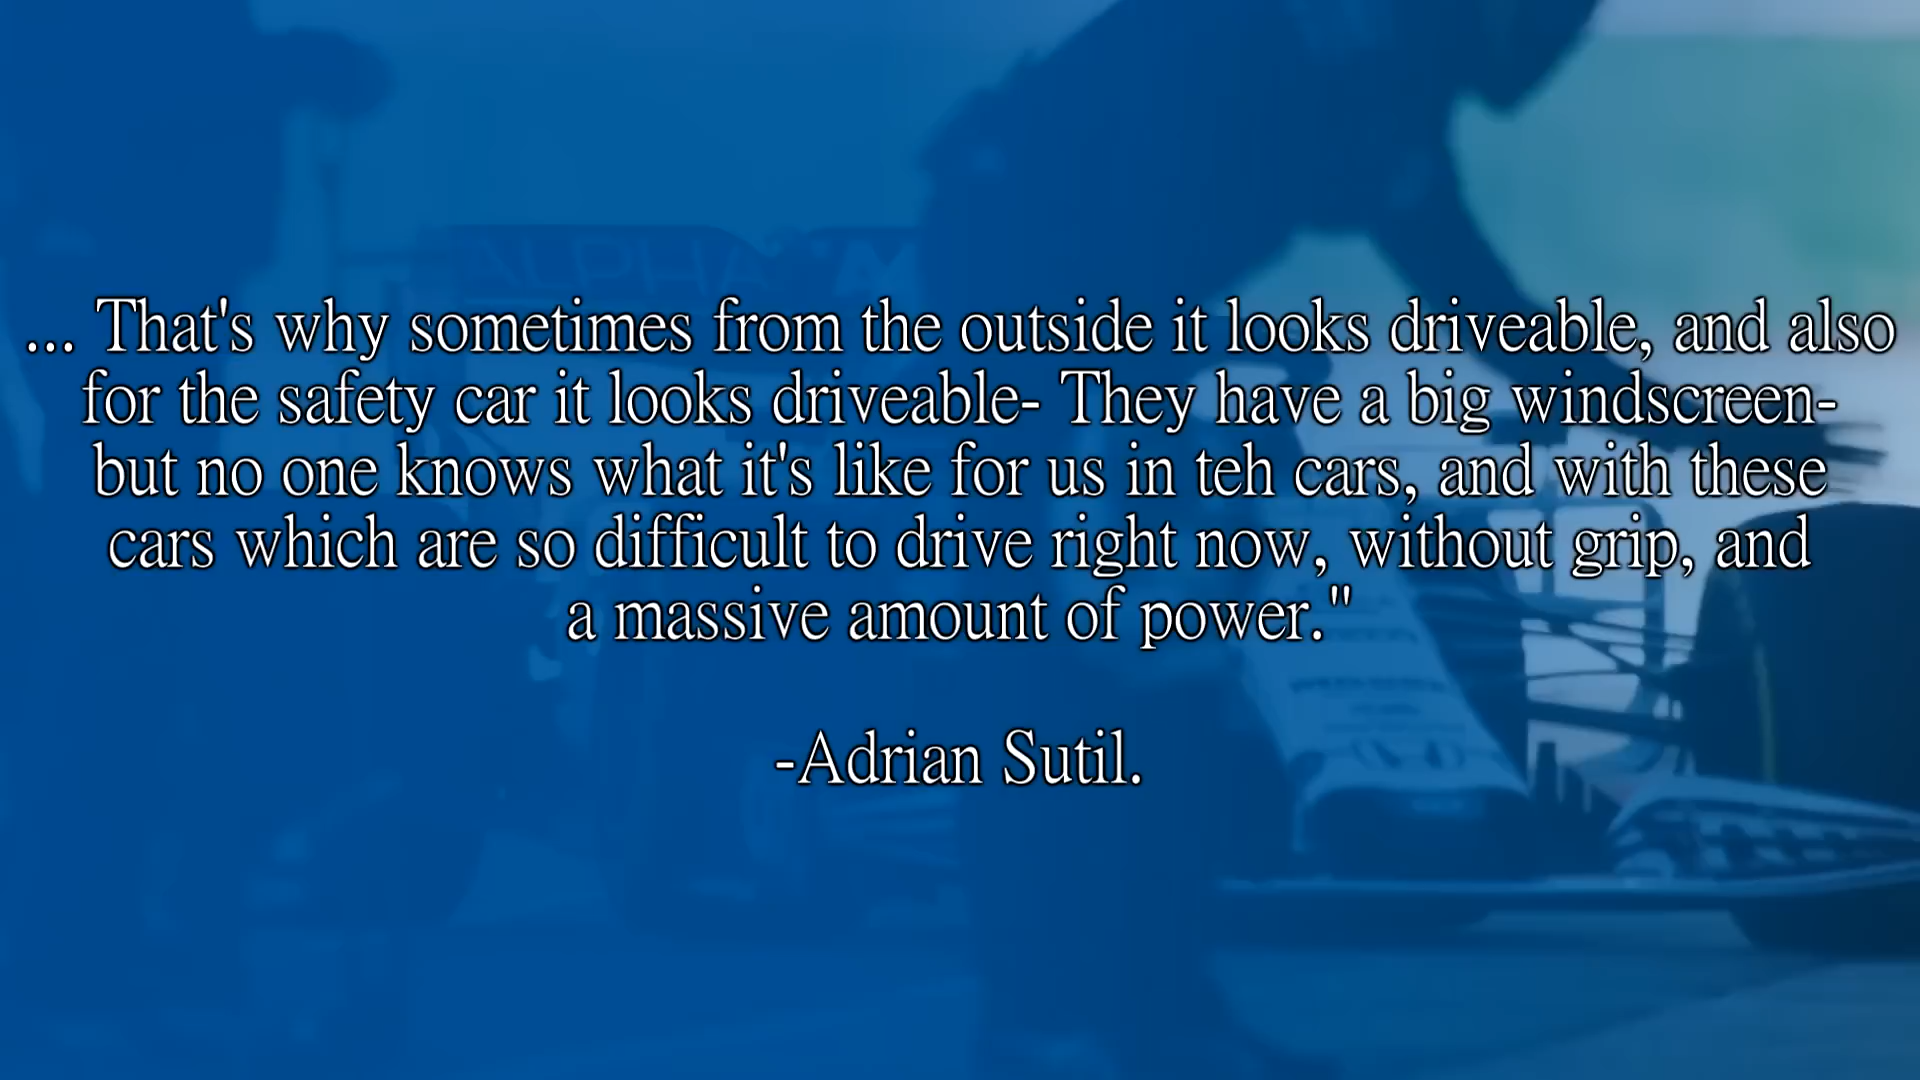 ALPHA
... That's why sometimes from the outside it looks driveable, and also
for the safety car it looks driveable- They have a big windscreen-
but no one knows what it's like for us in teh cars, and with these
cars which are so difficult to drive right now, without grip, and
a massive amount of power."
-Adrian Sutil.